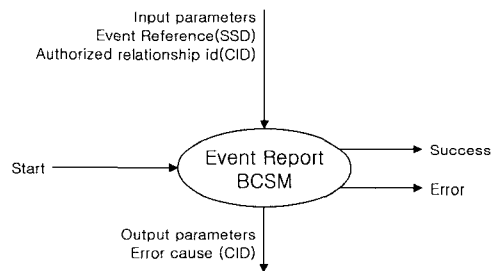 Input parameters
Event Reference(SSD)
Authorized relationship id(CID)
Start
Event Report
BCSM
Success
Error
Output parameters
Error cause (CID)